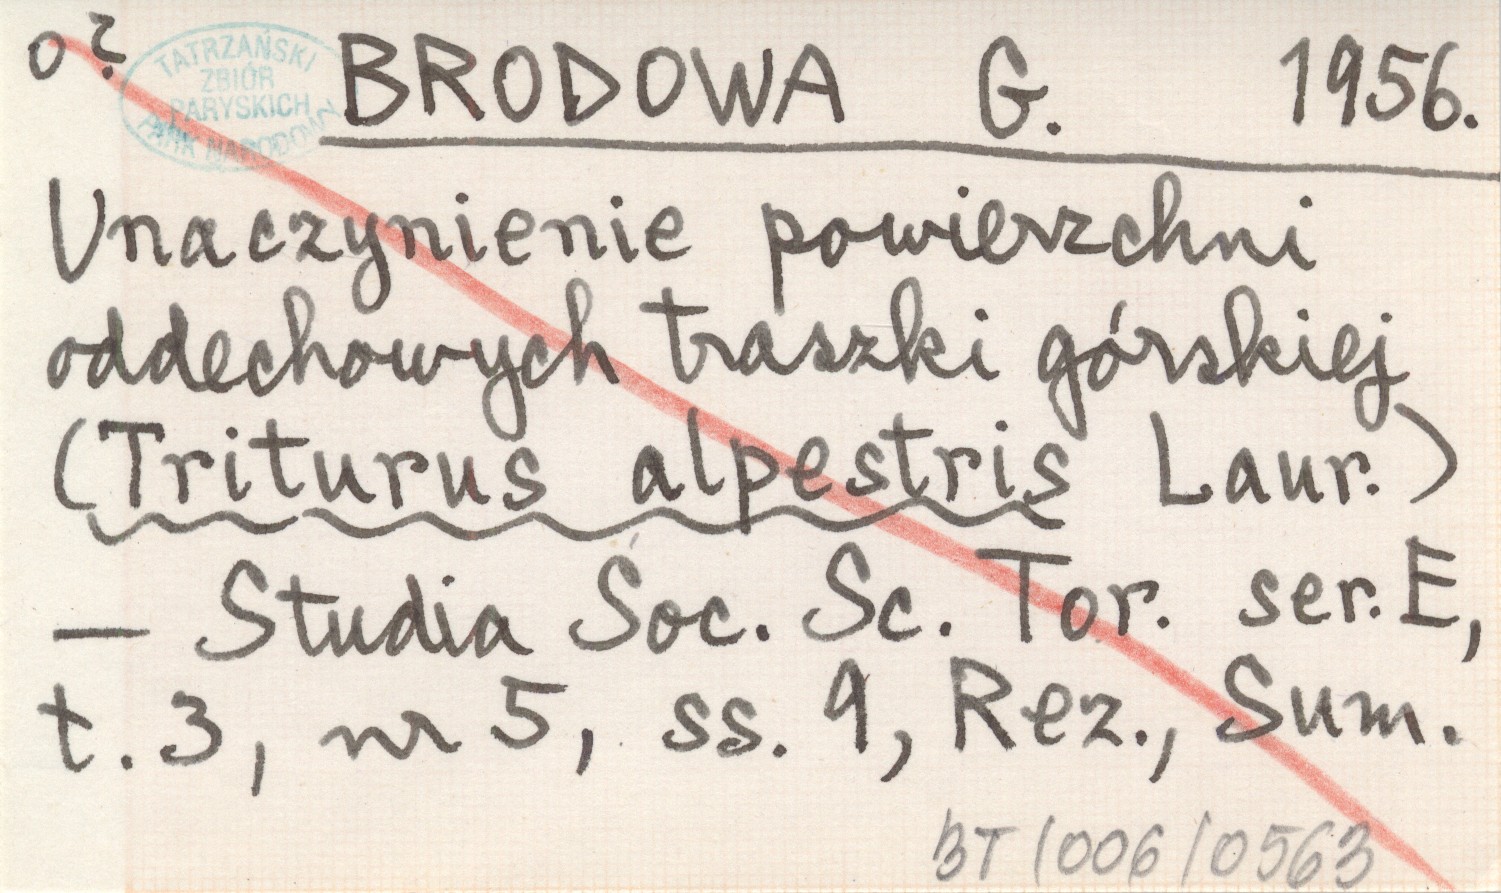 o?
TATRZAŃSKI
ZBIÓR
PARYSKICH
PARK NARODOWY
BRODOWA G. 1956.
Unaczynienie powierzchni
oddechowych traszki górskiej
(Triturus alpestris Laur.)
— Studia Soc. Sc. Tor. ser. E,
t. 3, nr 5, ss. 9, Rez., Sum.
BT/006/0563